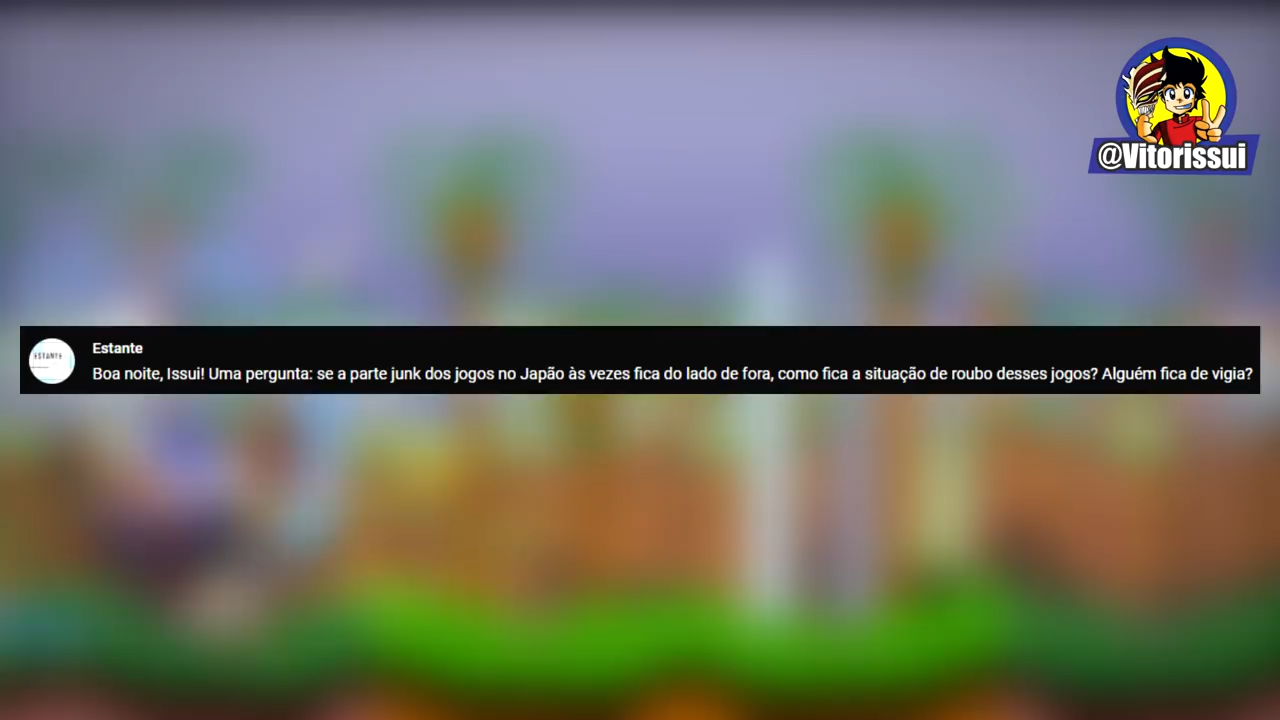 @Vitorissui
Estante
Boa noite, Issui! Uma pergunta: se a parte junk dos jogos no Japão às vezes fica do lado de fora, como fica a situação de roubo desses jogos? Alguém fica de vigia?
ESTANTE